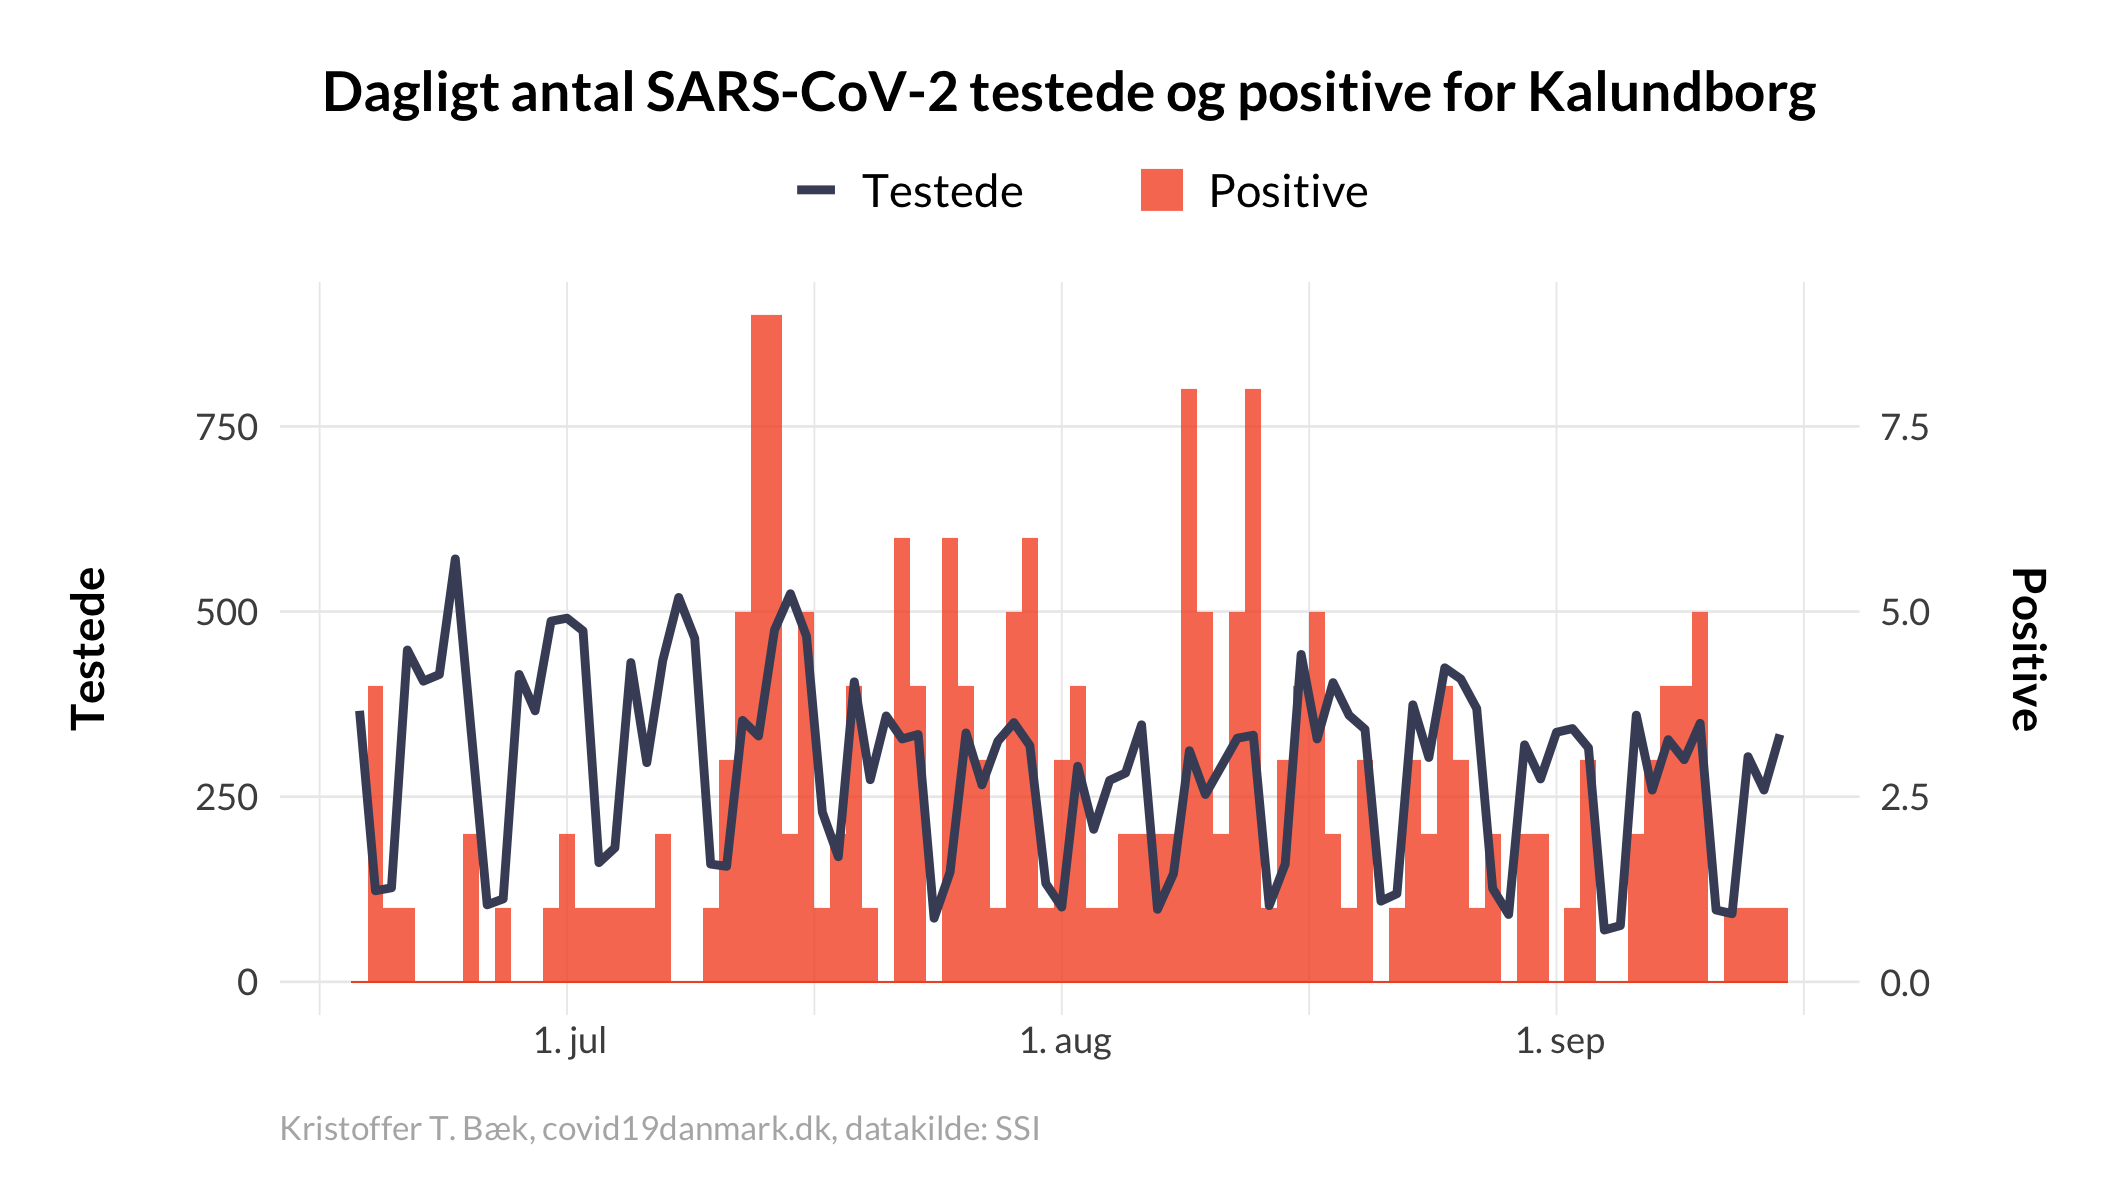 Dagligt antal SARS-CoV-2 testede og positive for Kalundborg
Testede
Positive
Testede
750
500
250
0
7.5
5.0
2.5
0.0
Positive
1. jul
1. aug
1. sep
Kristoffer T. Bæk, covid19danmark.dk, datakilde: SSI